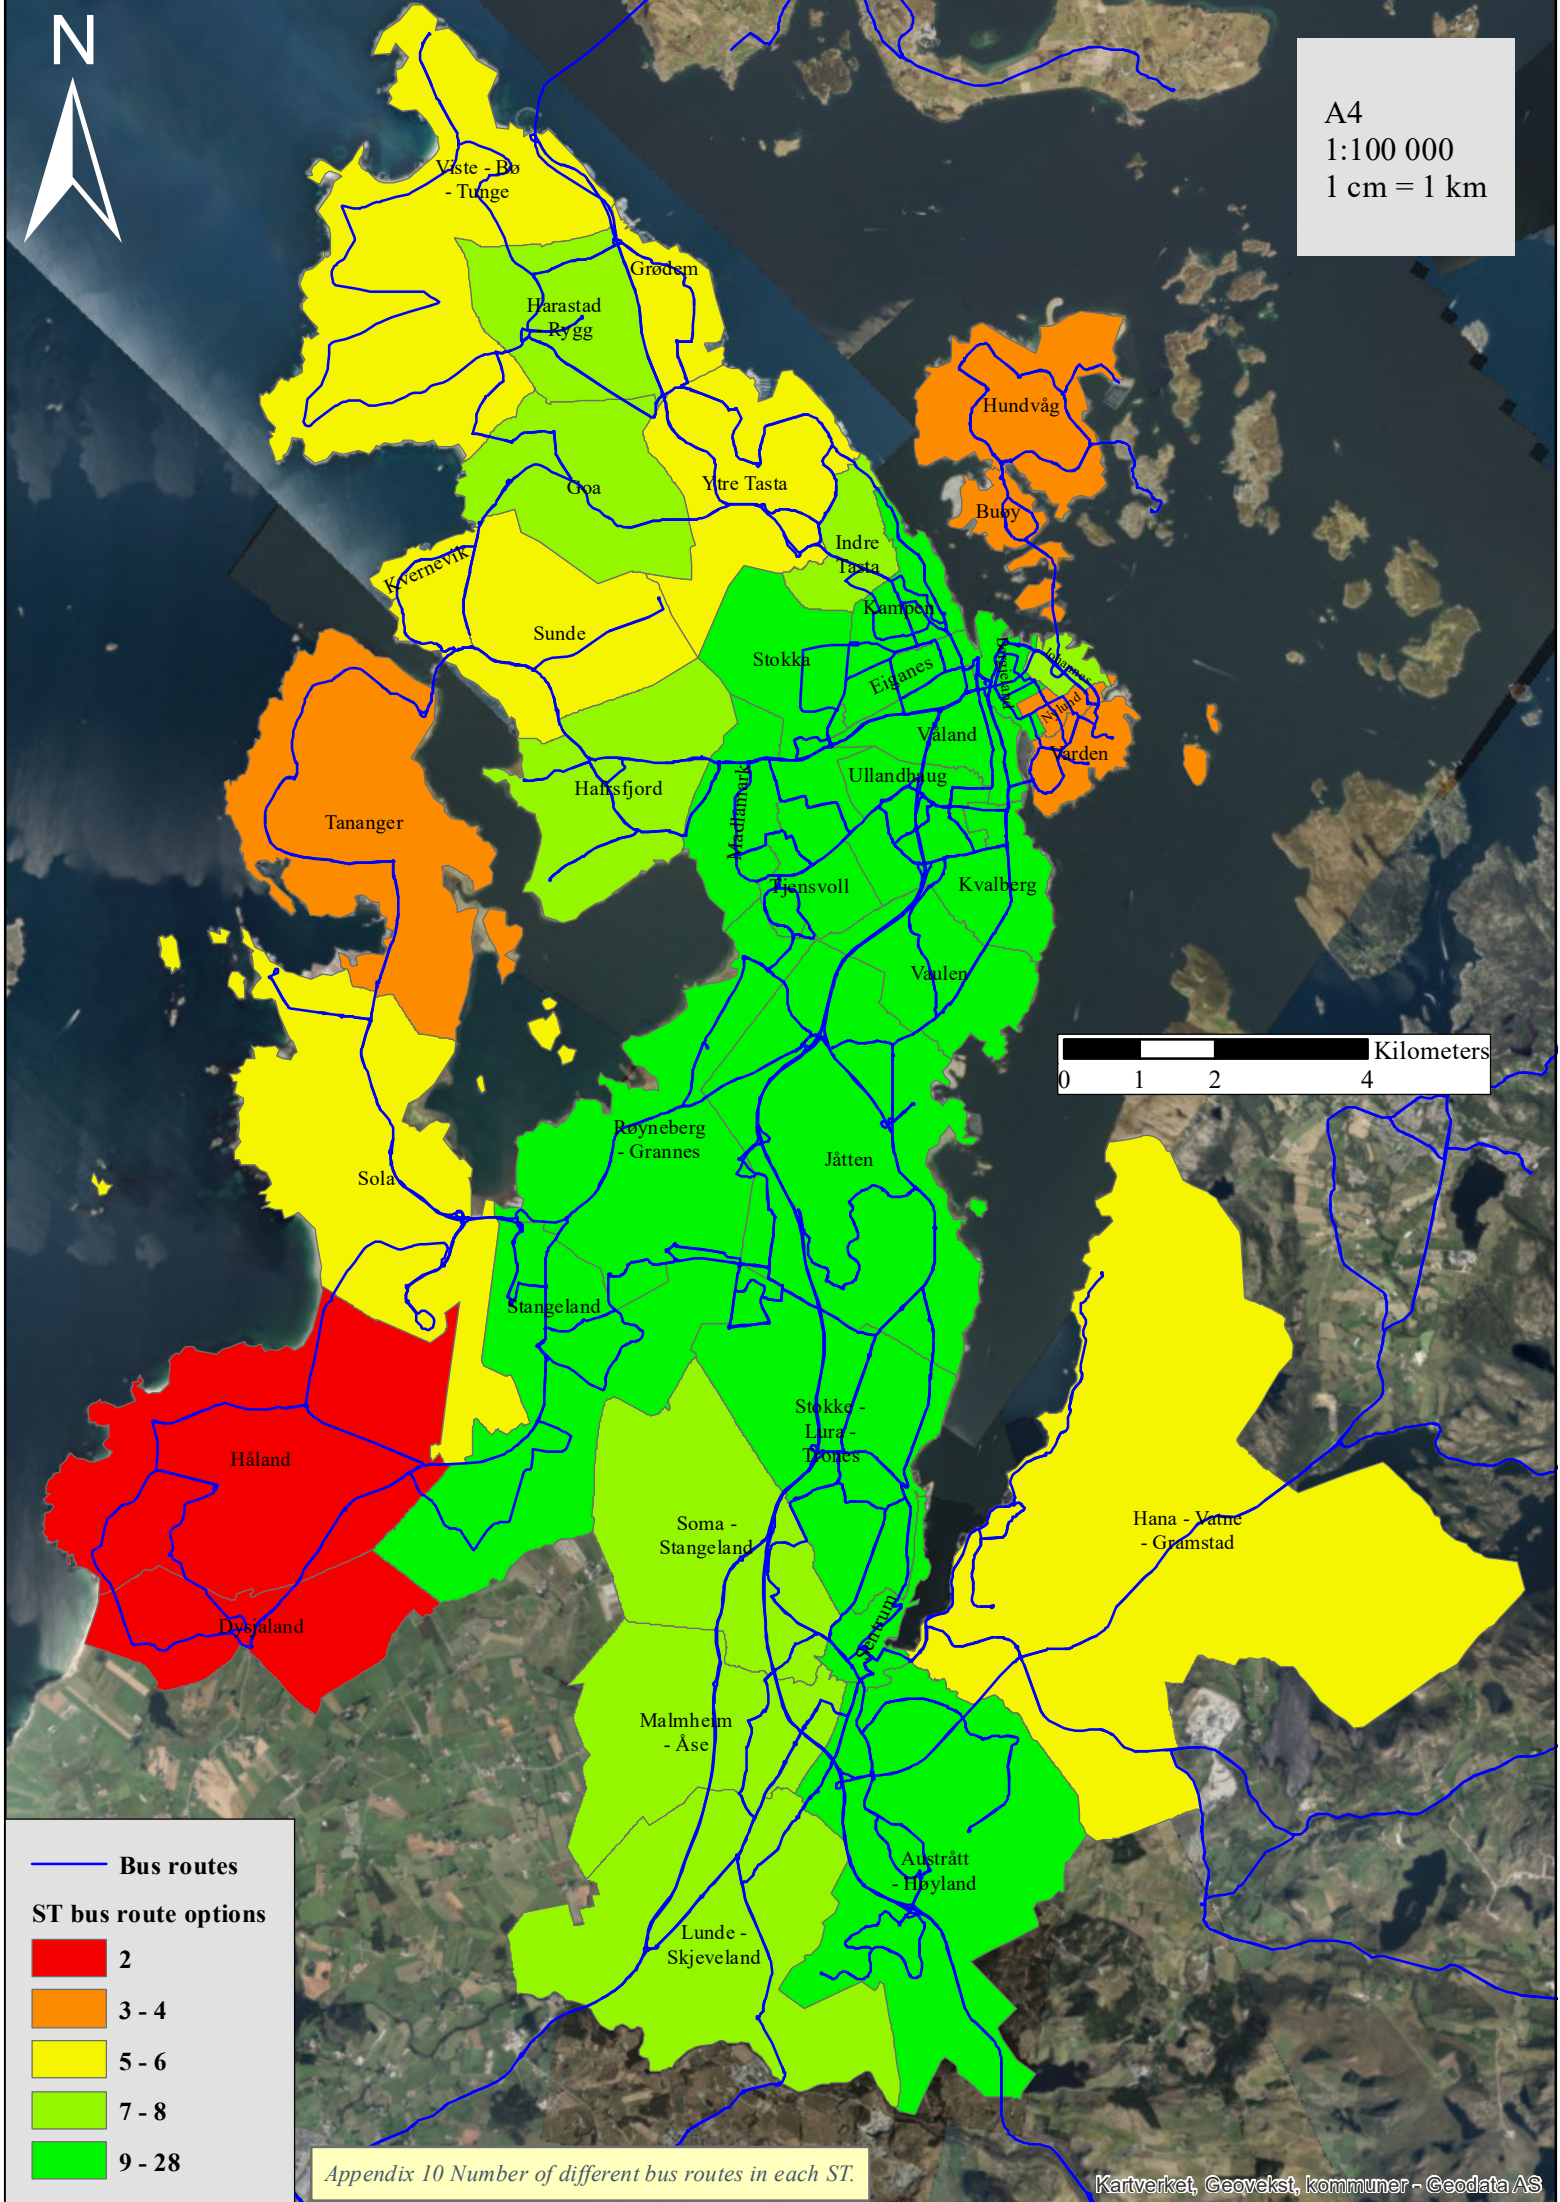 N
A4
1:100 000
1 cm = 1 km
Viste - Bø
- Tunge
Grødem
Harastad
Rygg
Hundvåg
Goa
Ytre Tasta
Buøy
Indre
Tasta
Kvernevik
Kampen
Sunde
Stokka
Eiganes
Bergeland
Johannes
Nylund
Våland
Varden
Ullandhaug
Hafrsfjord
Madlamark
Tananger
Tjensvoll
Kvalberg
Vaulen
Kilometers
0 1 2 4
Røyneberg
- Grannes
Jåtten
Sola
Stangeland
Stokke -
Lura -
Trones
Håland
Soma -
Stangeland
Hana - Vatne
- Gramstad
Sentrum
Dysjaland
Malmheim
- Åse
Austrått
- Høyland
Lunde -
Skjeveland
Bus routes
ST bus route options
2
3 - 4
5 - 6
7 - 8
9 - 28
Appendix 10 Number of different bus routes in each ST.
Kartverket, Geovekst, kommuner - Geodata AS